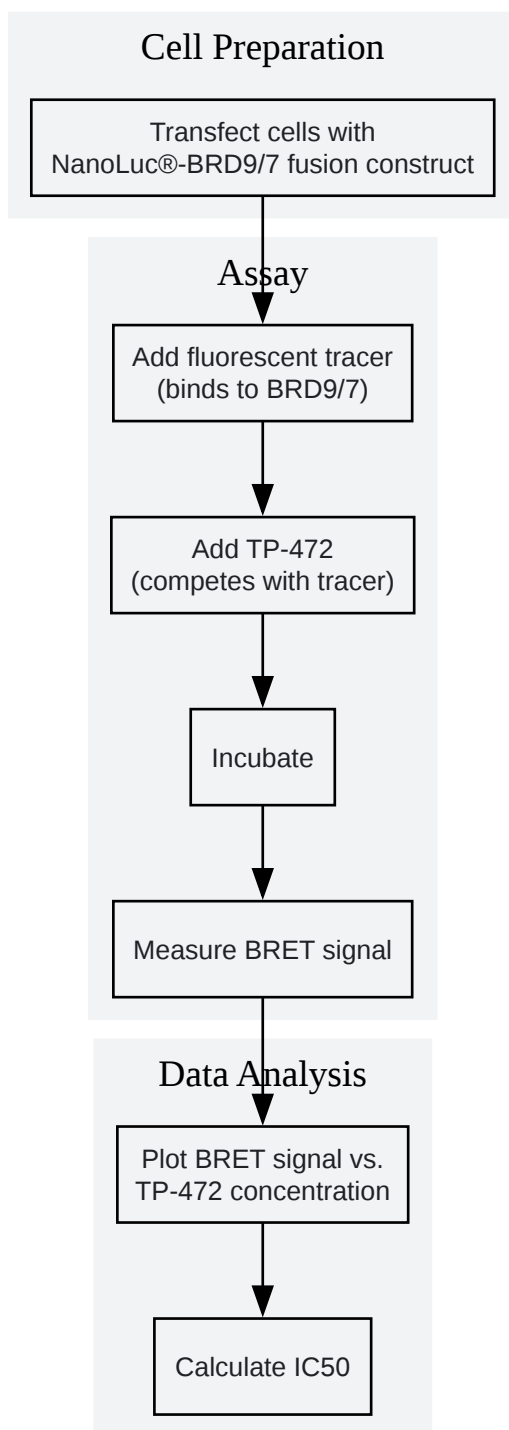 Cell Preparation
Transfect cells with
NanoLuc®-BRD9/7 fusion construct
Assay
Add fluorescent tracer
(binds to BRD9/7)
Add TP-472
(competes with tracer)
Incubate
Measure BRET signal
Data Analysis
Plot BRET signal vs.
TP-472 concentration
Calculate IC50